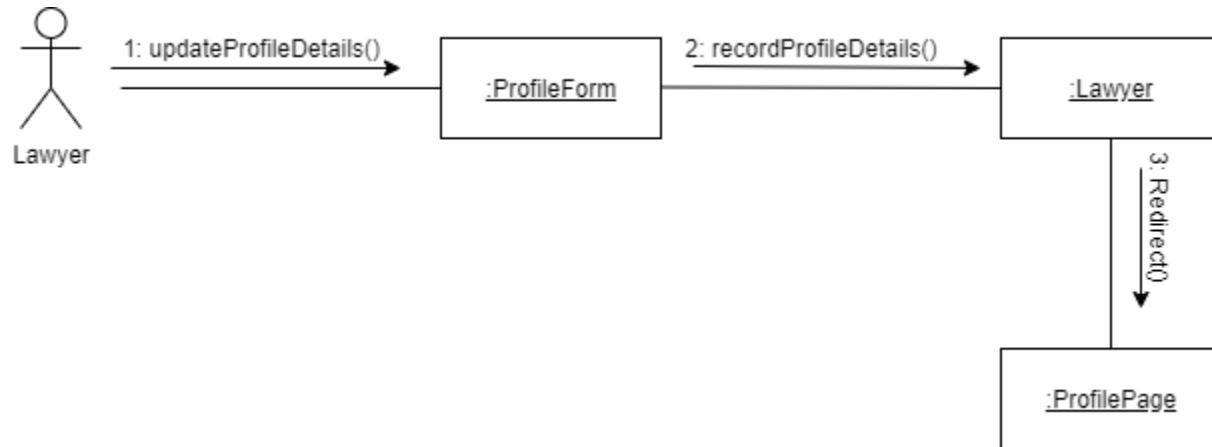 1: updateProfileDetails()
2: recordProfileDetails()
:ProfileForm
:Lawyer
Lawyer
3: Redirect()
:ProfilePage